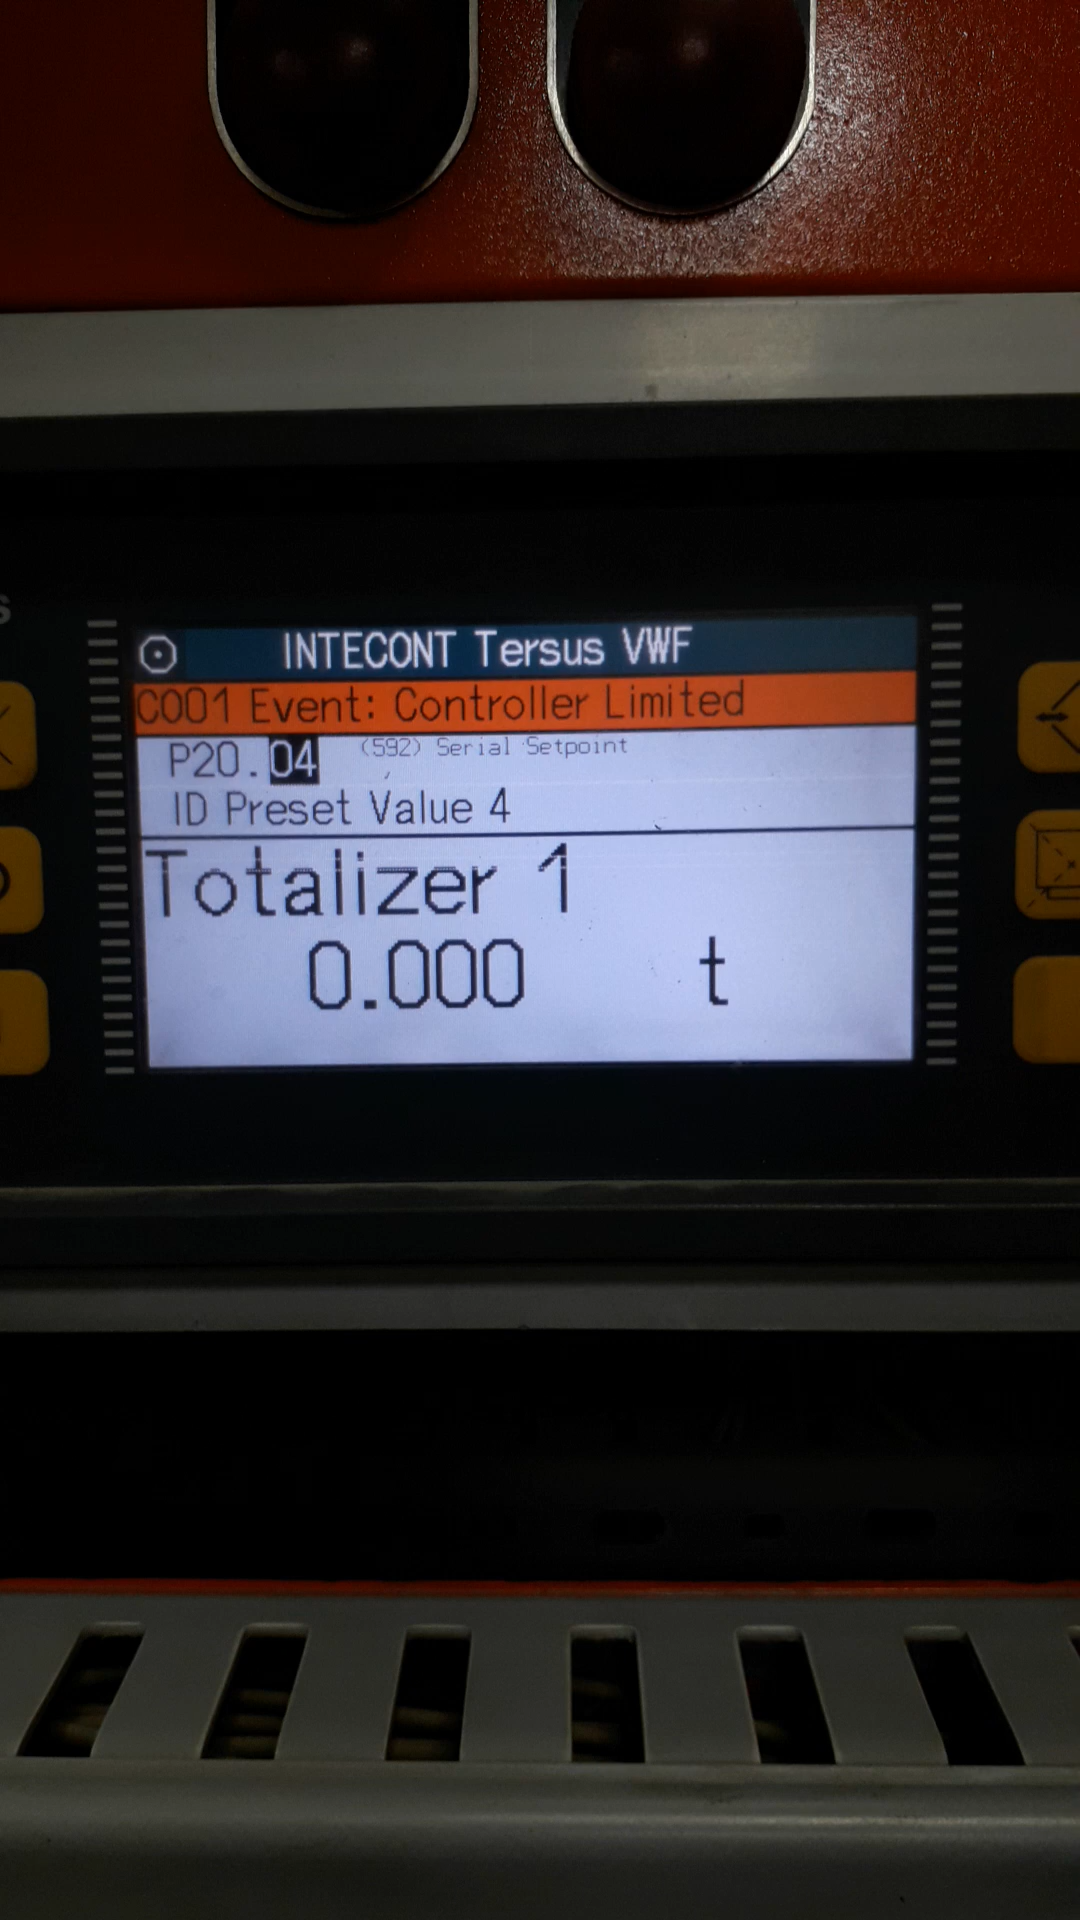 INTECONT Tersus VWF
C001 Event: Controller Limited
P20.04 (592) Serial Setpoint
ID Preset Value 4
Totalizer 1
0.000 t